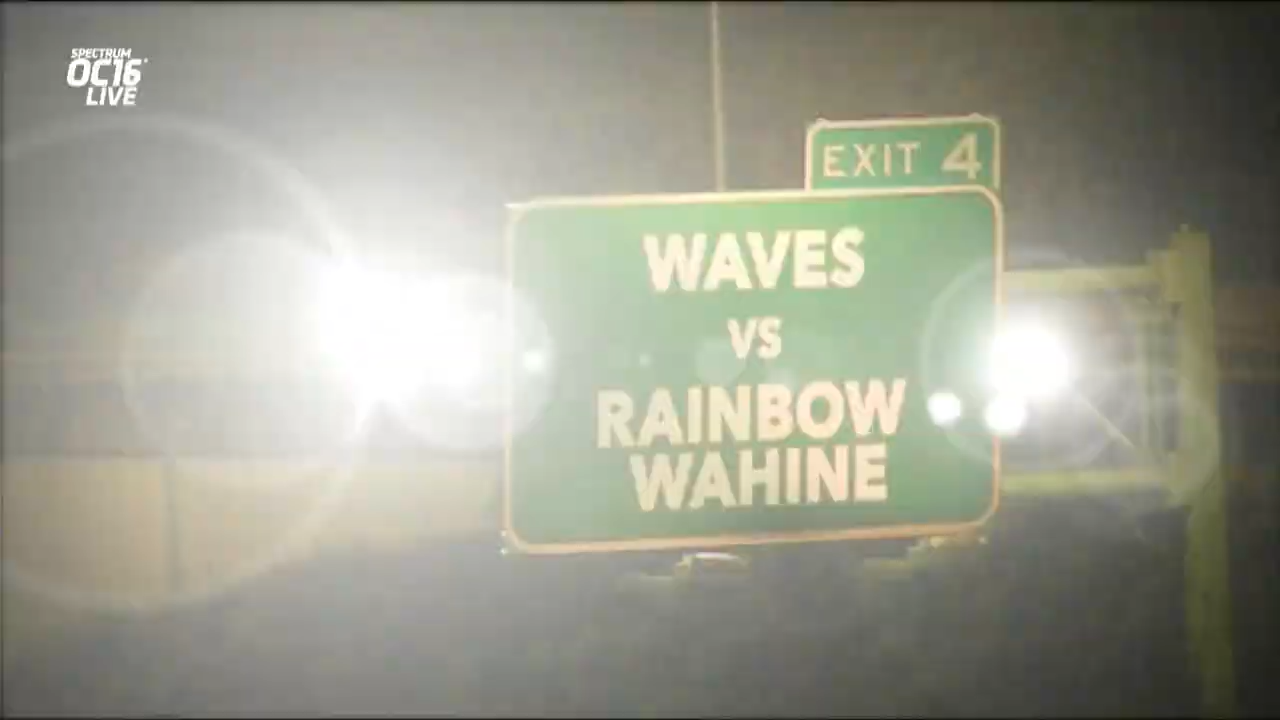 SPECTRUM
OC16
LIVE
EXIT 4
WAVES
VS
RAINBOW
WAHINE